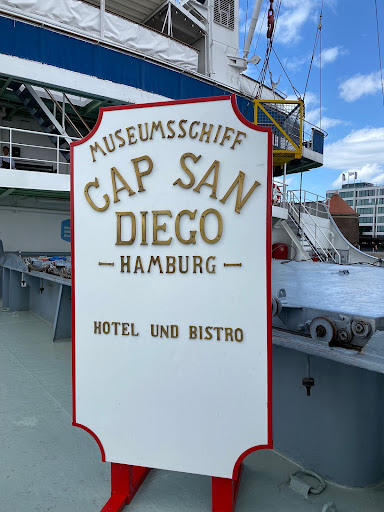 MUSEUMSSCHIFF
CAP SAN
DIEGO
– HAMBURG –
HOTEL UND BISTRO